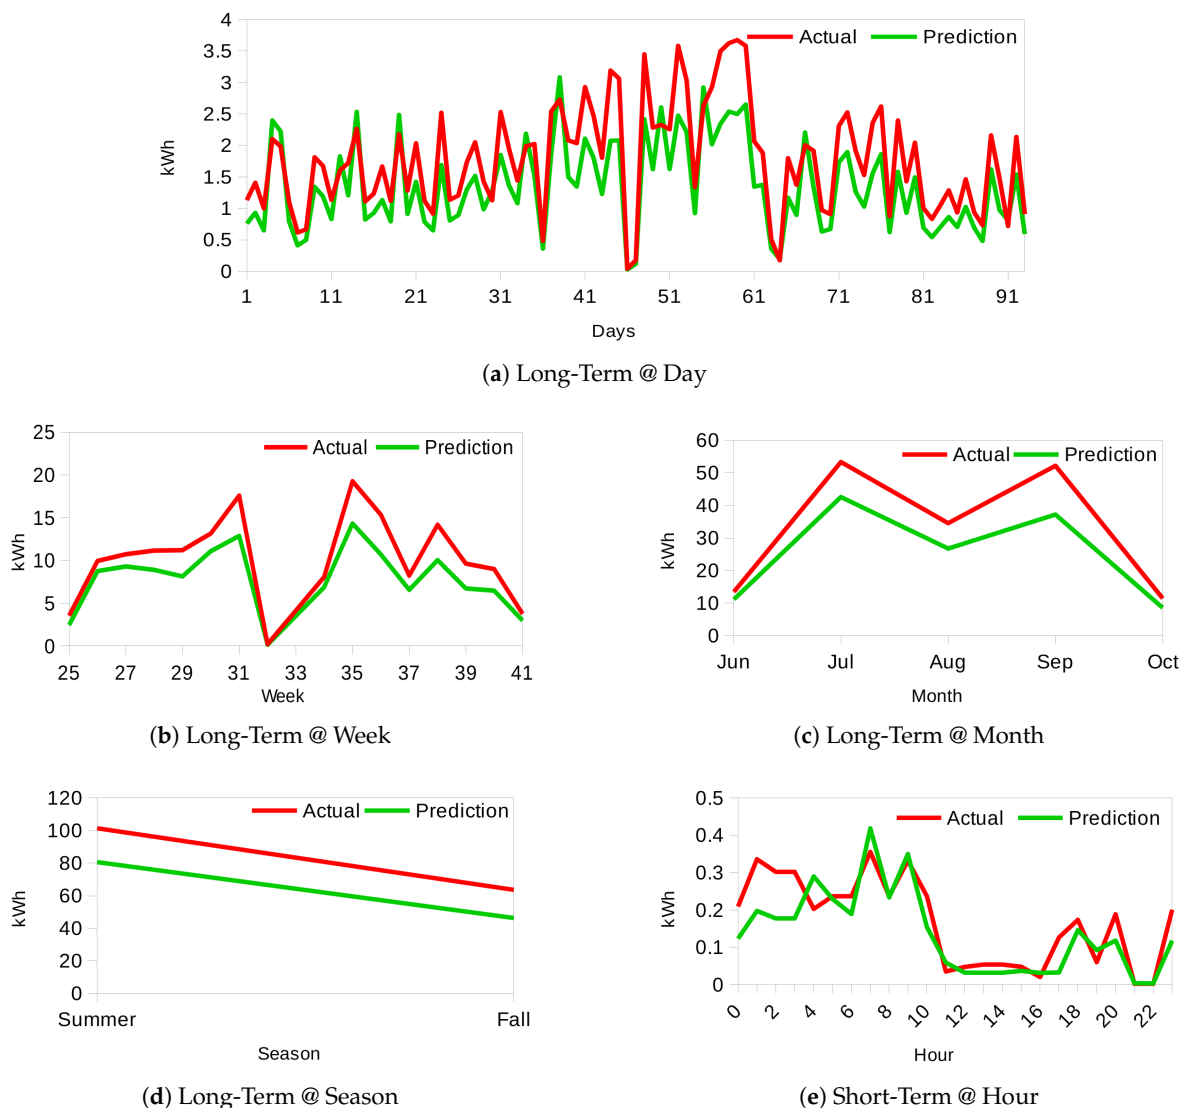 4
3.5
3
2.5
2
1.5
1
0.5
0
kWh
Actual Prediction
1 11 21 31 41 51 61 71 81 91
Days
(a) Long-Term @ Day
25
20
15
10
5
0
kWh
Actual Prediction
25 27 29 31 33 35 37 39 41
Week
(b) Long-Term @ Week
60
50
40
30
20
10
0
kWh
Actual Prediction
Jun Jul Aug Sep Oct
Month
(c) Long-Term @ Month
120
100
80
60
40
20
0
kWh
Actual Prediction
Summer Fall
Season
(d) Long-Term @ Season
0.5
0.4
0.3
0.2
0.1
0
kWh
Actual Prediction
0 2 4 6 8 10 12 14 16 18 20 22
Hour
(e) Short-Term @ Hour